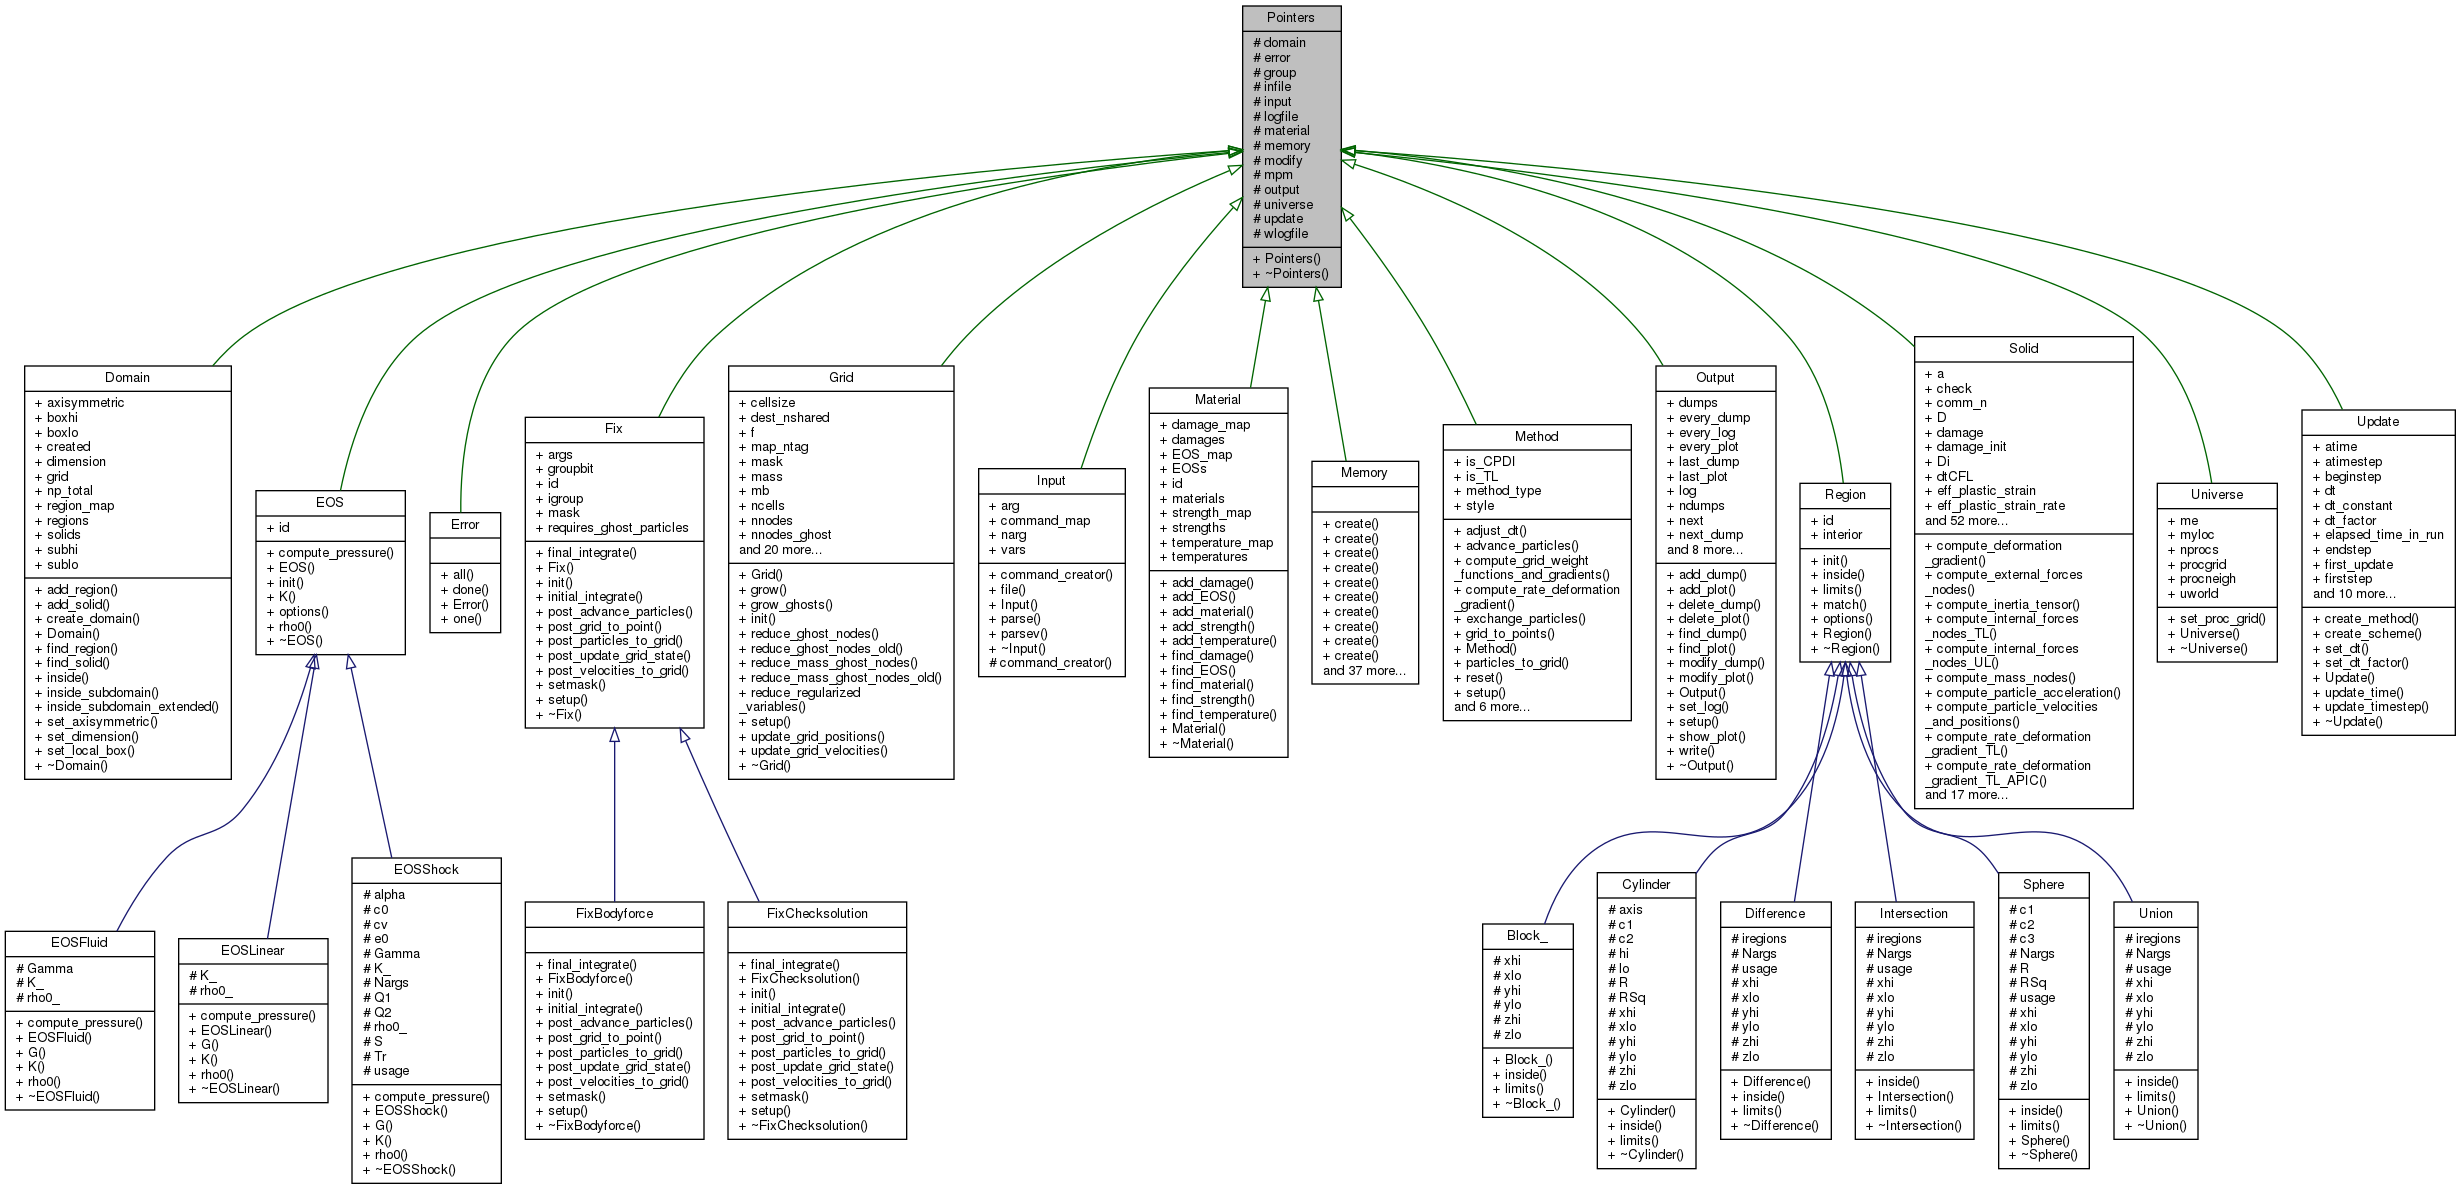 Pointers
# domain
# error
# group
# infile
# input
# logfile
# material
# memory
# modify
# mpm
# output
# universe
# update
# wlogfile
+ Pointers()
+ ~Pointers()
Domain
+ axisymmetric
+ boxhi
+ boxlo
+ created
+ dimension
+ grid
+ np_total
+ region_map
+ regions
+ solids
+ subhi
+ sublo
+ add_region()
+ add_solid()
+ create_domain()
+ Domain()
+ find_region()
+ find_solid()
+ inside()
+ inside_subdomain()
+ inside_subdomain_extended()
+ set_axisymmetric()
+ set_dimension()
+ set_local_box()
+ ~Domain()
EOS
+ id
+ compute_pressure()
+ EOS()
+ init()
+ K()
+ options()
+ rho0()
+ ~EOS()
Error
+ all()
+ done()
+ Error()
+ one()
Fix
+ args
+ groupbit
+ id
+ igroup
+ mask
+ requires_ghost_particles
+ final_integrate()
+ Fix()
+ init()
+ initial_integrate()
+ post_advance_particles()
+ post_grid_to_point()
+ post_particles_to_grid()
+ post_update_grid_state()
+ post_velocities_to_grid()
+ setmask()
+ setup()
+ ~Fix()
Grid
+ cellsize
+ dest_nshared
+ f
+ map_ntag
+ mask
+ mass
+ mb
+ ncells
+ nnodes
+ nnodes_ghost
and 20 more...
+ Grid()
+ grow()
+ grow_ghosts()
+ init()
+ reduce_ghost_nodes()
+ reduce_ghost_nodes_old()
+ reduce_mass_ghost_nodes()
+ reduce_mass_ghost_nodes_old()
+ reduce_regularized
_variables()
+ setup()
+ update_grid_positions()
+ update_grid_velocities()
+ ~Grid()
Input
+ arg
+ command_map
+ narg
+ vars
+ command_creator()
+ file()
+ Input()
+ parse()
+ parsev()
+ ~Input()
# command_creator()
Material
+ damage_map
+ damages
+ EOS_map
+ EOSs
+ id
+ materials
+ strength_map
+ strengths
+ temperature_map
+ temperatures
+ add_damage()
+ add_EOS()
+ add_material()
+ add_strength()
+ add_temperature()
+ find_damage()
+ find_EOS()
+ find_material()
+ find_strength()
+ find_temperature()
+ Material()
+ ~Material()
Memory
+ create()
+ create()
+ create()
+ create()
+ create()
+ create()
+ create()
+ create()
+ create()
+ create()
and 37 more...
Method
+ is_CPDI
+ is_TL
+ method_type
+ style
+ adjust_dt()
+ advance_particles()
+ compute_grid_weight
_functions_and_gradients()
+ compute_rate_deformation
_gradient()
+ exchange_particles()
+ grid_to_points()
+ Method()
+ particles_to_grid()
+ reset()
+ setup()
and 6 more...
Output
+ dumps
+ every_dump
+ every_log
+ every_plot
+ last_dump
+ last_plot
+ log
+ ndumps
+ next
+ next_dump
and 8 more...
+ add_dump()
+ add_plot()
+ delete_dump()
+ delete_plot()
+ find_dump()
+ find_plot()
+ modify_dump()
+ modify_plot()
+ Output()
+ set_log()
+ setup()
+ show_plot()
+ write()
+ ~Output()
Region
+ id
+ interior
+ init()
+ inside()
+ limits()
+ match()
+ options()
+ Region()
+ ~Region()
Solid
+ a
+ check
+ comm_n
+ D
+ damage
+ damage_init
+ Di
+ dtCFL
+ eff_plastic_strain
+ eff_plastic_strain_rate
and 52 more...
+ compute_deformation
_gradient()
+ compute_external_forces
_nodes()
+ compute_inertia_tensor()
+ compute_internal_forces
_nodes_TL()
+ compute_internal_forces
_nodes_UL()
+ compute_mass_nodes()
+ compute_particle_acceleration()
+ compute_particle_velocities
_and_positions()
+ compute_rate_deformation
_gradient_TL()
+ compute_rate_deformation
_gradient_TL_APIC()
and 17 more...
Universe
+ me
+ myloc
+ nprocs
+ procgrid
+ procneigh
+ uworld
+ set_proc_grid()
+ Universe()
+ ~Universe()
Update
+ atime
+ atimestep
+ beginstep
+ dt
+ dt_constant
+ dt_factor
+ elapsed_time_in_run
+ endstep
+ first_update
+ firststep
and 10 more...
+ create_method()
+ create_scheme()
+ set_dt()
+ set_dt_factor()
+ Update()
+ update_time()
+ update_timestep()
+ ~Update()
EOSFluid
# Gamma
# K_
# rho0_
+ compute_pressure()
+ EOSFluid()
+ G()
+ K()
+ rho0()
+ ~EOSFluid()
EOSLinear
# K_
# rho0_
+ compute_pressure()
+ EOSLinear()
+ G()
+ K()
+ rho0()
+ ~EOSLinear()
EOSShock
# alpha
# c0
# cv
# e0
# Gamma
# K_
# Nargs
# Q1
# Q2
# rho0_
# S
# Tr
# usage
+ compute_pressure()
+ EOSShock()
+ G()
+ K()
+ rho0()
+ ~EOSShock()
FixBodyforce
+ final_integrate()
+ FixBodyforce()
+ init()
+ initial_integrate()
+ post_advance_particles()
+ post_grid_to_point()
+ post_particles_to_grid()
+ post_update_grid_state()
+ post_velocities_to_grid()
+ setmask()
+ setup()
+ ~FixBodyforce()
FixChecksolution
+ final_integrate()
+ FixChecksolution()
+ init()
+ initial_integrate()
+ post_advance_particles()
+ post_grid_to_point()
+ post_particles_to_grid()
+ post_update_grid_state()
+ post_velocities_to_grid()
+ setmask()
+ setup()
+ ~FixChecksolution()
Block_
# xhi
# xlo
# yhi
# ylo
# zhi
# zlo
+ Block_()
+ inside()
+ limits()
+ ~Block_()
Cylinder
# axis
# c1
# c2
# hi
# lo
# R
# RSq
# xhi
# xlo
# yhi
# ylo
# zhi
# zlo
+ Cylinder()
+ inside()
+ limits()
+ ~Cylinder()
Difference
# iregions
# Nargs
# usage
# xhi
# xlo
# yhi
# ylo
# zhi
# zlo
+ Difference()
+ inside()
+ limits()
+ ~Difference()
Intersection
# iregions
# Nargs
# usage
# xhi
# xlo
# yhi
# ylo
# zhi
# zlo
+ inside()
+ Intersection()
+ limits()
+ ~Intersection()
Sphere
# c1
# c2
# c3
# Nargs
# R
# RSq
# usage
# xhi
# xlo
# yhi
# ylo
# zhi
# zlo
+ inside()
+ limits()
+ Sphere()
+ ~Sphere()
Union
# iregions
# Nargs
# usage
# xhi
# xlo
# yhi
# ylo
# zhi
# zlo
+ inside()
+ limits()
+ Union()
+ ~Union()